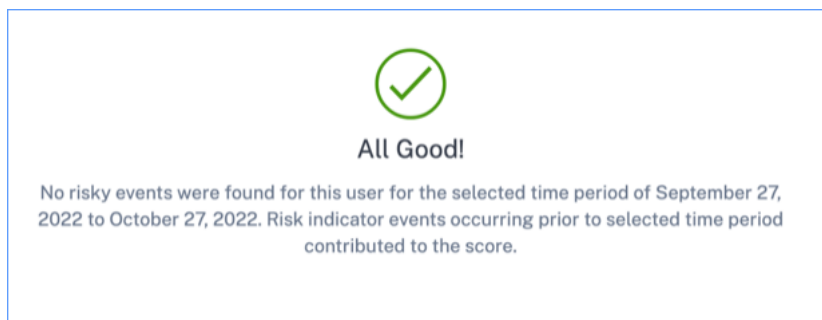 All Good!
No risky events were found for this user for the selected time period of September 27,
2022 to October 27, 2022. Risk indicator events occurring prior to selected time period
contributed to the score.